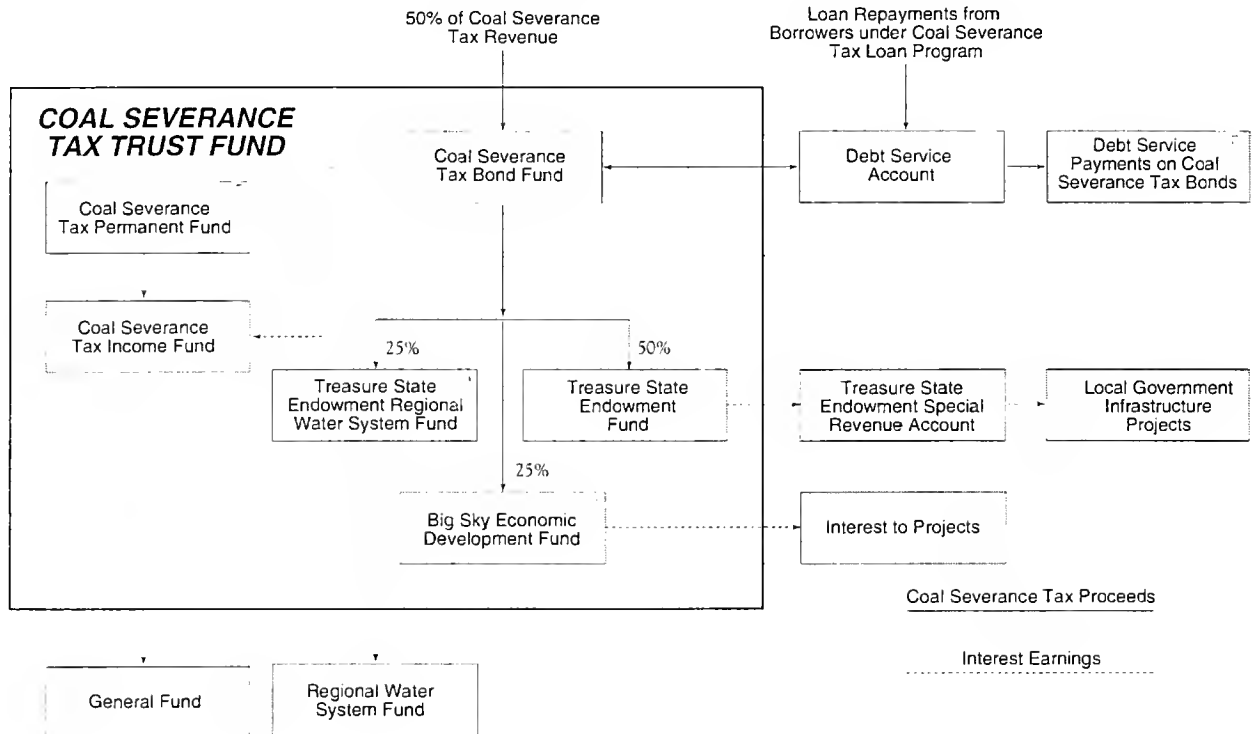 50% of Coal Severance
Tax Revenue
Loan Repayments from
Borrowers under Coal Severance
Tax Loan Program
COAL SEVERANCE
TAX TRUST FUND
Coal Severance
Tax Bond Fund
Debt Service
Account
Debt Service
Payments on Coal
Severance Tax Bonds
Coal Severance
Tax Permanent Fund
Coal Severance
Tax Income Fund
25%
50%
Treasure State
Endowment Regional
Water System Fund
Treasure State
Endowment
Fund
Treasure State
Endowment Special
Revenue Account
Local Government
Infrastructure
Projects
25%
Big Sky Economic
Development Fund
Interest to Projects
Coal Severance Tax Proceeds
Interest Earnings
General Fund
Regional Water
System Fund